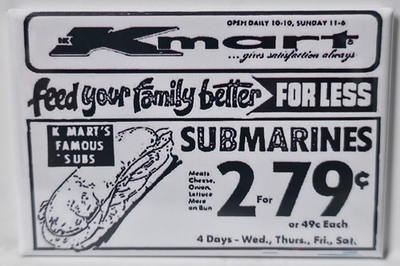 OPEN DAILY 10-10, SUNDAY 11-6
Kmart
...gives satisfaction always
feed your family better FOR LESS
K MART'S
FAMOUS
SUBS
SUBMARINES
Meats
Cheese,
Onion,
Lettuce
More
on Bun
2 For 79¢
or 49c Each
4 Days - Wed., Thurs., Fri., Sat.